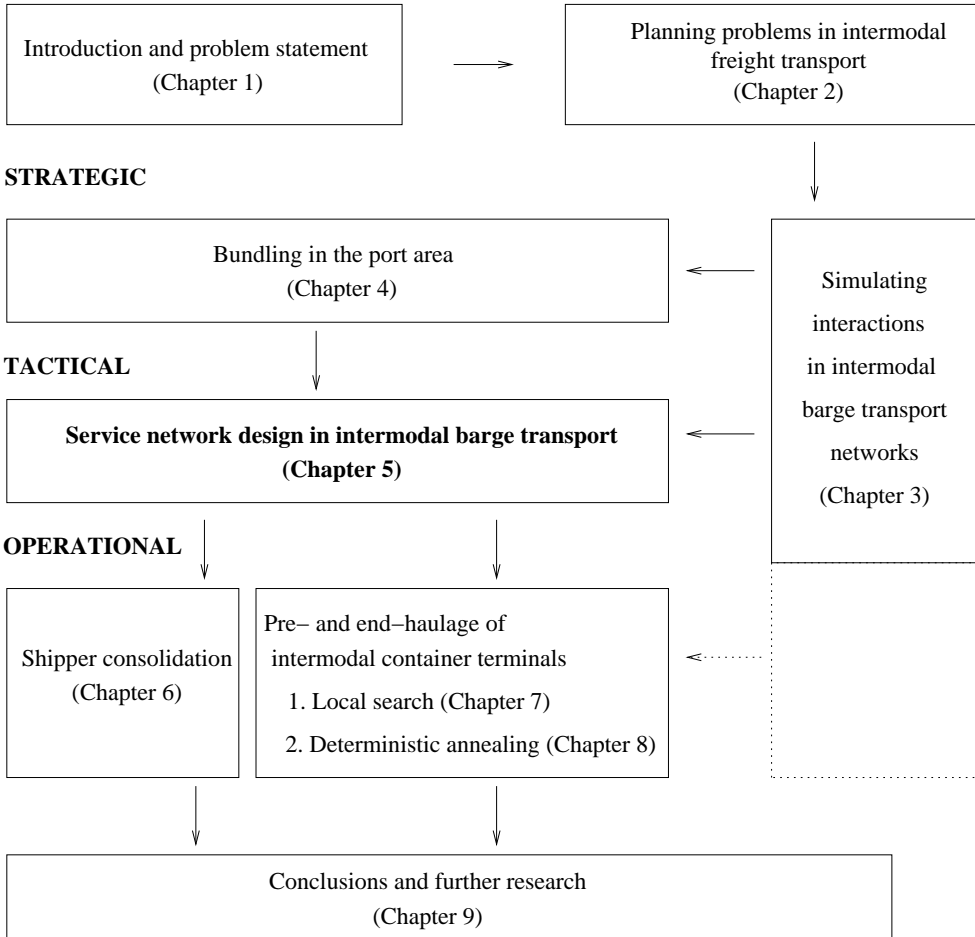 Introduction and problem statement
(Chapter 1)
Planning problems in intermodal
freight transport
(Chapter 2)
STRATEGIC
Bundling in the port area
(Chapter 4)
Simulating
interactions
in intermodal
barge transport
networks
(Chapter 3)
TACTICAL
Service network design in intermodal barge transport
(Chapter 5)
OPERATIONAL
Shipper consolidation
(Chapter 6)
Pre− and end−haulage of
intermodal container terminals
1. Local search (Chapter 7)
2. Deterministic annealing (Chapter 8)
Conclusions and further research
(Chapter 9)